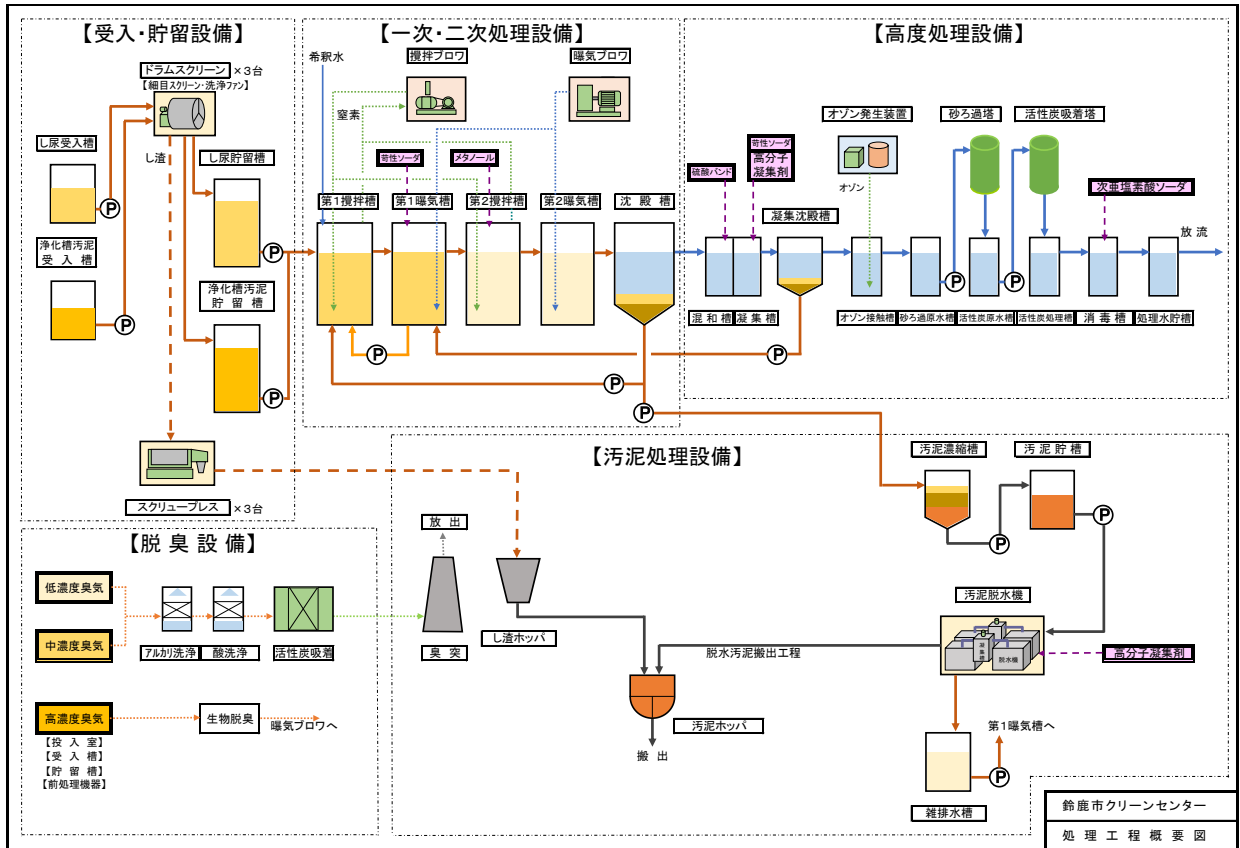 【受入・貯留設備】
ドラムスクリーン ×3台
【細目スクリーン・洗浄ファン】
し尿受入槽
し渣
し尿貯留槽
P
浄化槽汚泥
受入槽
P
P
浄化槽汚泥
貯留槽
P
スクリュープレス ×3台
【一次・二次処理設備】
希釈水
攪拌ブロワ
曝気ブロワ
窒素
苛性ソーダ
メタノール
第1攪拌槽
第1曝気槽
第2攪拌槽
第2曝気槽
沈殿槽
P
P
P
P
【高度処理設備】
硫酸バンド
苛性ソーダ
高分子
凝集剤
オゾン発生装置
オゾン
砂ろ過塔
活性炭吸着塔
次亜塩素酸ソーダ
凝集沈殿槽
放流
P
P
混和槽
凝集槽
オゾン接触槽
砂ろ過原水槽
活性炭原水槽
活性炭処理槽
消毒槽
処理水貯槽
【汚泥処理設備】
汚泥濃縮槽
汚泥貯槽
P
P
放出
臭突
し渣ホッパ
汚泥脱水機
凝集槽
脱水機
高分子凝集剤
脱水汚泥搬出工程
汚泥ホッパ
搬出
第1曝気槽へ
P
雑排水槽
【脱臭設備】
低濃度臭気
中濃度臭気
アルカリ洗浄
酸洗浄
活性炭吸着
高濃度臭気
生物脱臭
曝気ブロワへ
【投入室】
【受入槽】
【貯留槽】
【前処理機器】
鈴鹿市クリーンセンター
処理工程概要図